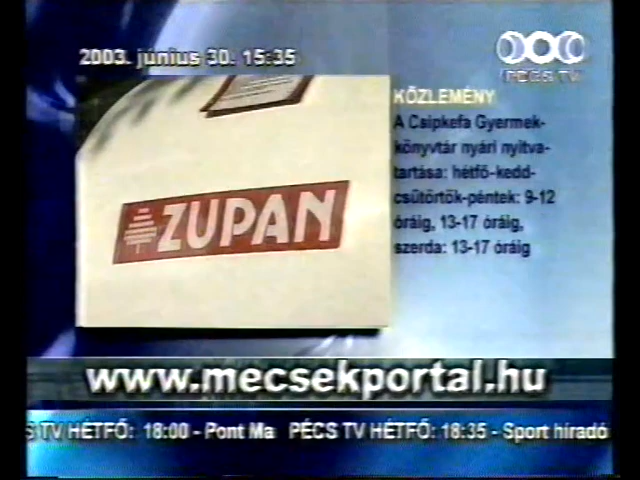 2003. június 30. 15:35
PÉCS TV
KÖZLEMÉNY
A Csipkefa Gyermek-
könyvtár nyári nyitva-
tartása: hétfő-kedd-
csütörtök-péntek: 9-12
óráig, 13-17 óráig,
szerda: 13-17 óráig
ZUPAN
www.mecsekportal.hu
S TV HÉTFŐ: 18:00 - Pont Ma PÉCS TV HÉTFŐ: 18:35 - Sport híradó